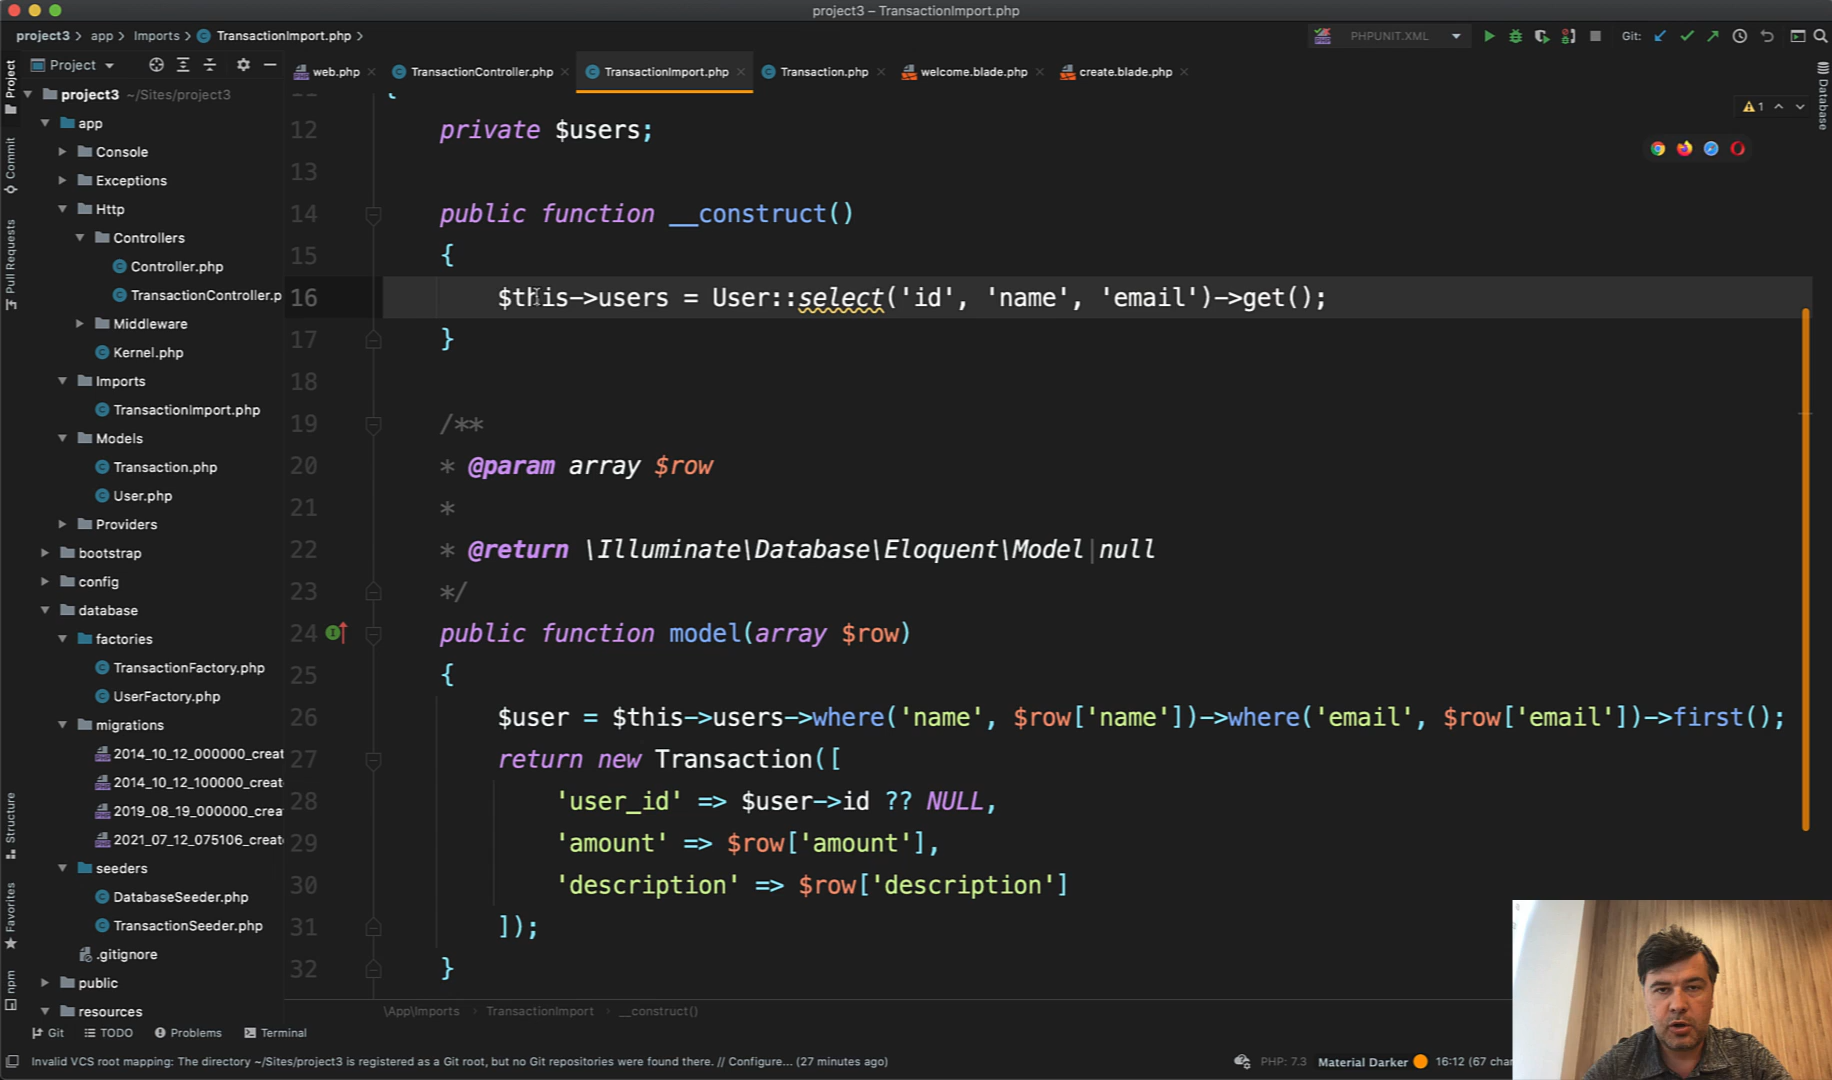 project3 – TransactionImport.php
project3 app Imports TransactionImport.php
PHPUNIT.XML Git:
Project
web.php TransactionController.php TransactionImport.php Transaction.php welcome.blade.php create.blade.php
Project
Commit
Pull Requests
Structure
Favorites
npm
Database
project3 ~/Sites/project3
app
Console
Exceptions
Http
Controllers
Controller.php
TransactionController.p
Middleware
Kernel.php
Imports
TransactionImport.php
Models
Transaction.php
User.php
Providers
bootstrap
config
database
factories
TransactionFactory.php
UserFactory.php
migrations
2014_10_12_000000_creat
2014_10_12_100000_creat
2019_08_19_000000_crea
2021_07_12_075106_creat
seeders
DatabaseSeeder.php
TransactionSeeder.php
.gitignore
public
resources
1
{
12 private $users;
13
14 public function __construct()
15 {
16 $this->users = User::select('id', 'name', 'email')->get();
17 }
18
19 /**
20 * @param array $row
21 *
22 * @return \Illuminate\Database\Eloquent\Model|null
23 */
24 public function model(array $row)
25 {
26 $user = $this->users->where('name', $row['name'])->where('email', $row['email'])->first();
27 return new Transaction([
28 'user_id' => $user->id ?? NULL,
29 'amount' => $row['amount'],
30 'description' => $row['description']
31 ]);
32 }
\App\Imports TransactionImport __construct()
Git TODO Problems Terminal
Invalid VCS root mapping: The directory ~/Sites/project3 is registered as a Git root, but no Git repositories were found there. // Configure... (27 minutes ago)
PHP: 7.3 Material Darker 16:12 (67 char